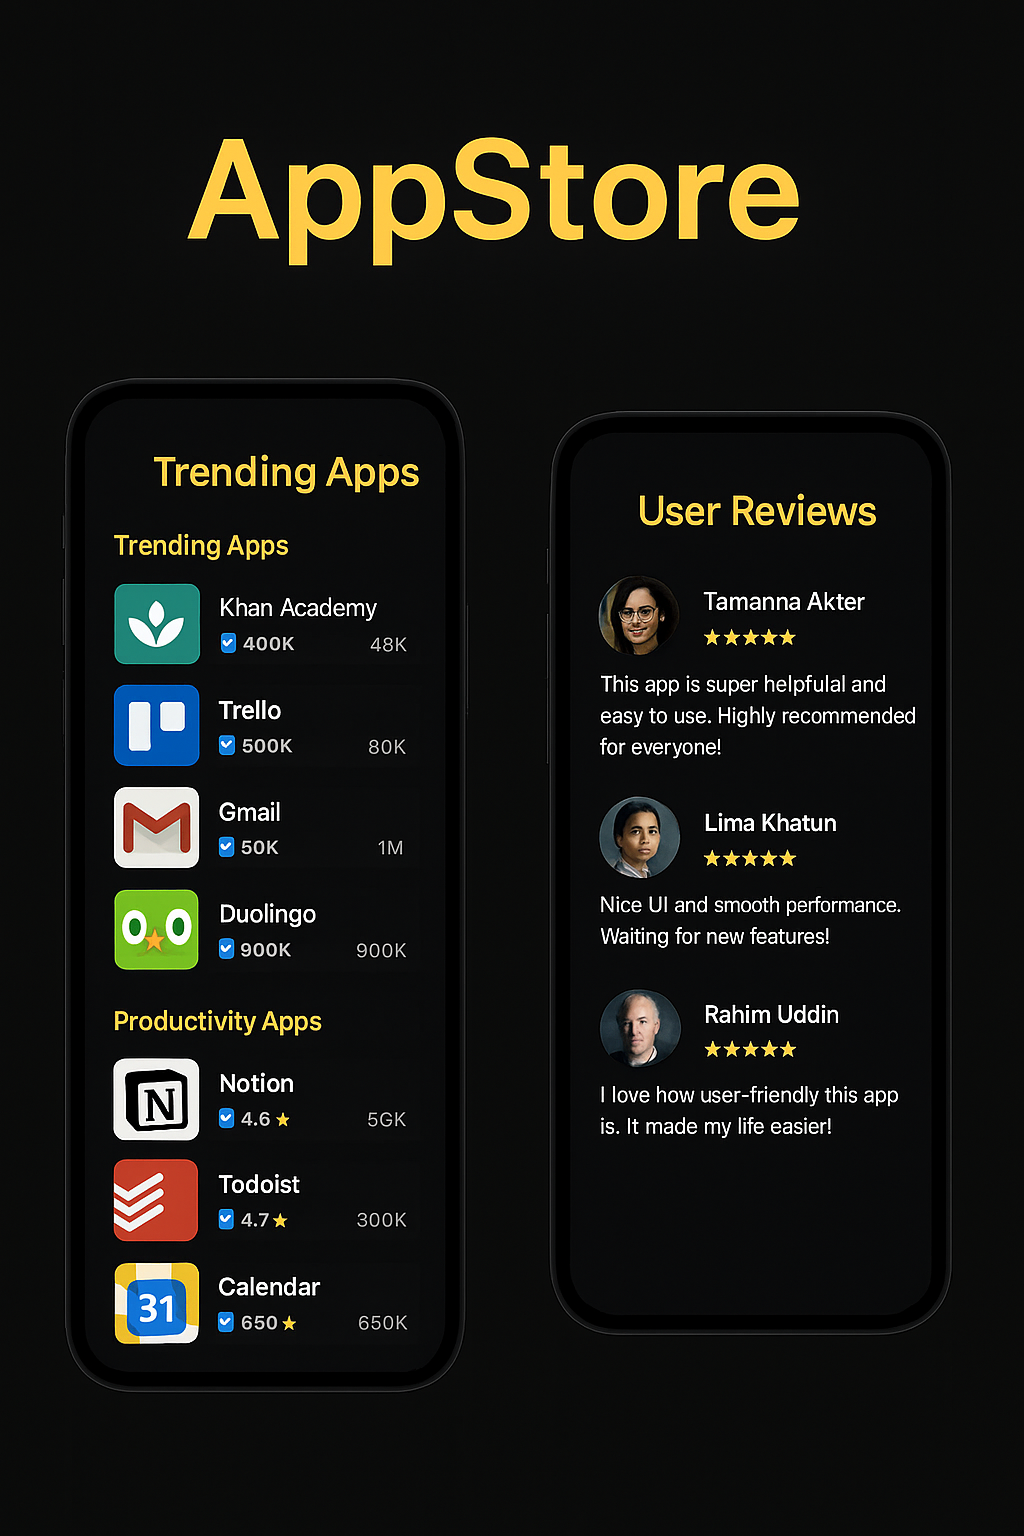 AppStore
Trending Apps
Trending Apps
Khan Academy
400K 48K
Trello
500K 80K
Gmail
50K 1M
Duolingo
900K 900K
Productivity Apps
N
Notion
4.6 ★ 5GK
Todoist
4.7 ★ 300K
31
Calendar
650 ★ 650K
User Reviews
Tamanna Akter
★★★★★
This app is super helpfulal and
easy to use. Highly recommended
for everyone!
Lima Khatun
★★★★★
Nice UI and smooth performance.
Waiting for new features!
Rahim Uddin
★★★★★
I love how user-friendly this app
is. It made my life easier!